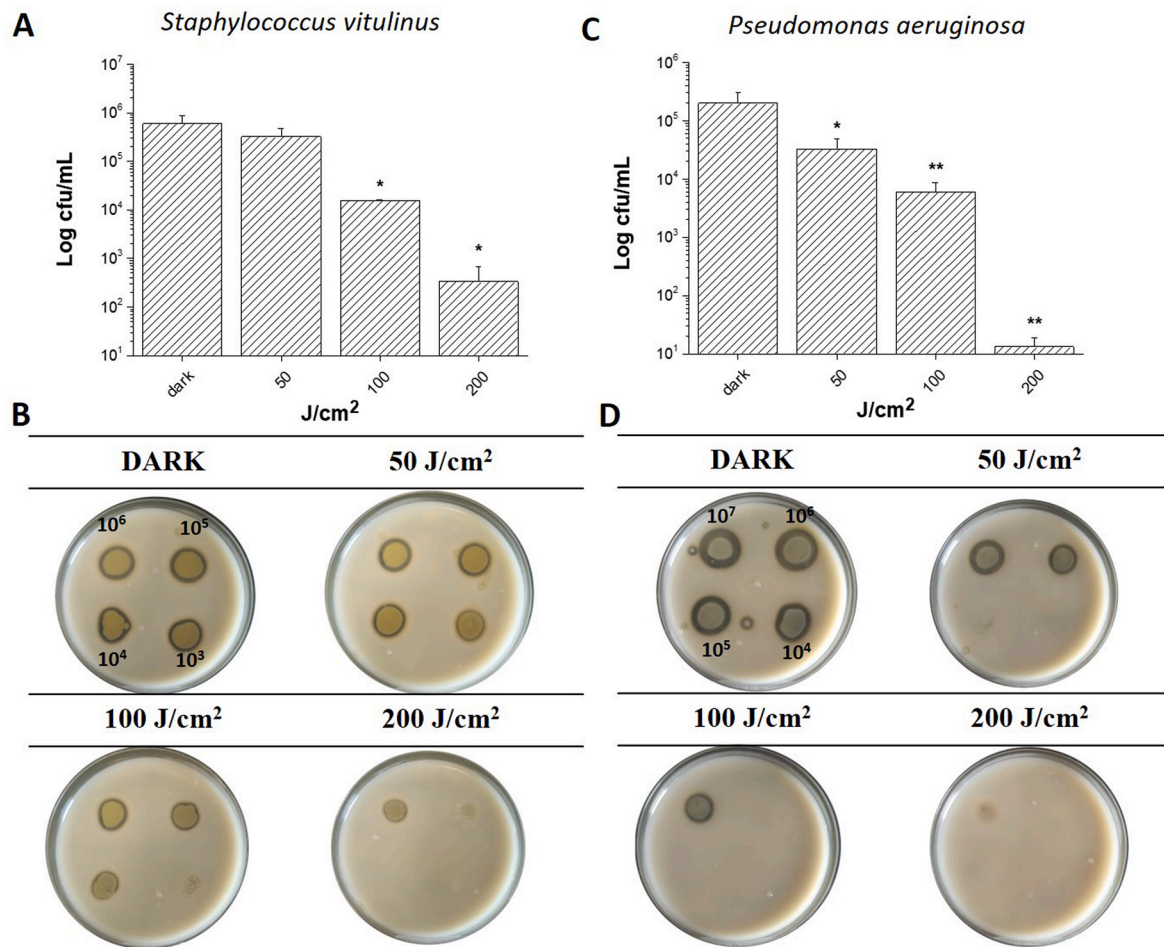 A
Staphylococcus vitulinus
10⁷
10⁶
10⁵
10⁴
10³
10²
10¹
Log cfu/mL
*
*
dark
50
100
200
J/cm²
C
Pseudomonas aeruginosa
10⁶
10⁵
10⁴
10³
10²
10¹
Log cfu/mL
*
**
**
dark
50
100
200
J/cm²
B
DARK 50 J/cm²
10⁶ 10⁵
10⁴ 10³
100 J/cm² 200 J/cm²
D
DARK 50 J/cm²
10⁷ 10⁶
10⁵ 10⁴
100 J/cm² 200 J/cm²